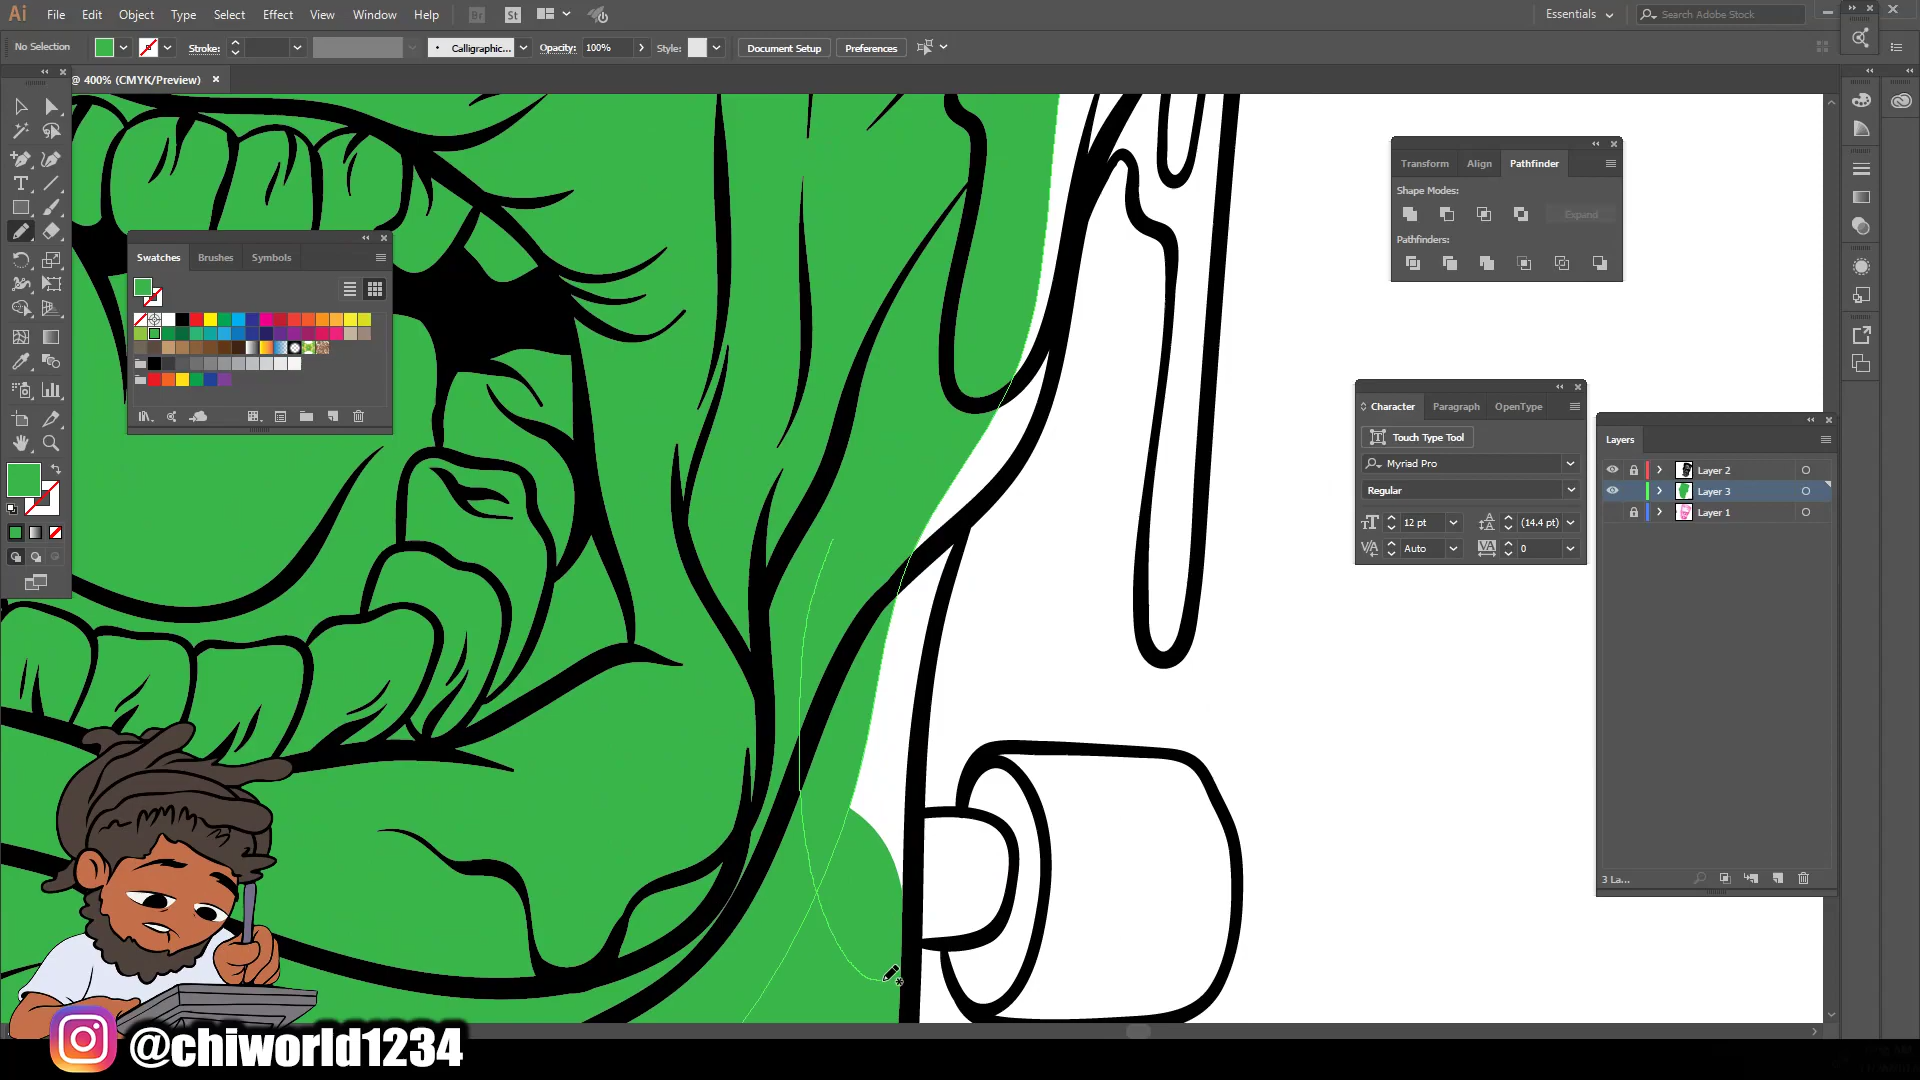 Ai File Edit Object Type Select Effect View Window Help Br St Essentials Search Adobe Stock
No Selection Stroke: Calligraphic... Opacity: 100% Style: Document Setup Preferences
@ 400% (CMYK/Preview)
Transform Align Pathfinder
Shape Modes:
Expand
Pathfinders:
Swatches Brushes Symbols
Character Paragraph OpenType
Touch Type Tool
Myriad Pro
Regular
12 pt (14.4 pt)
Auto 0
Layers
Layer 2
Layer 3
Layer 1
3 La...
@chiworld1234